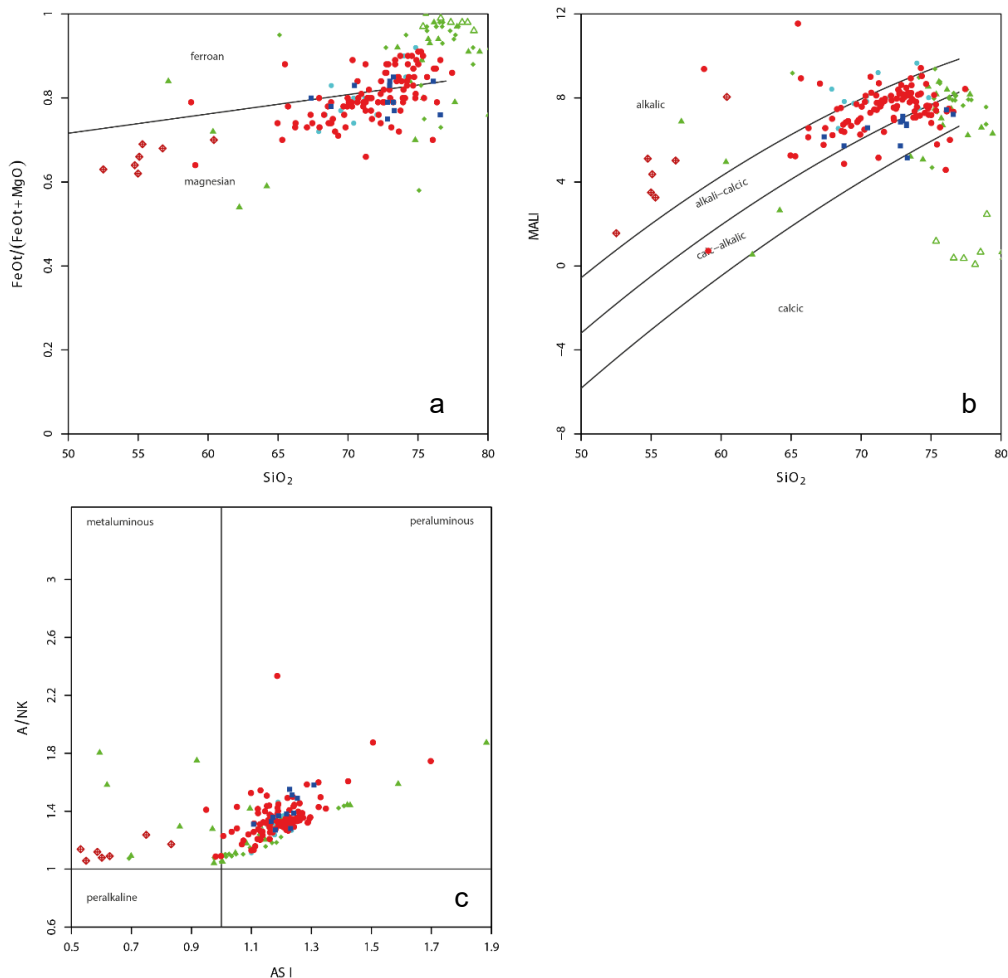 1
0.8
0.6
0.4
0.2
0
FeOt/(FeOt+MgO)
ferroan
magnesian
a
50
55
60
65
70
75
80
SiO2
12
8
4
0
−4
−8
MALI
alkalic
alkali−calcic
calc−alkalic
calcic
b
50
55
60
65
70
75
80
SiO2
metaluminous
peraluminous
3
2.6
2.2
1.8
1.4
1
0.6
A/NK
peralkaline
c
0.5
0.7
0.9
1.1
1.3
1.5
1.7
1.9
AS I